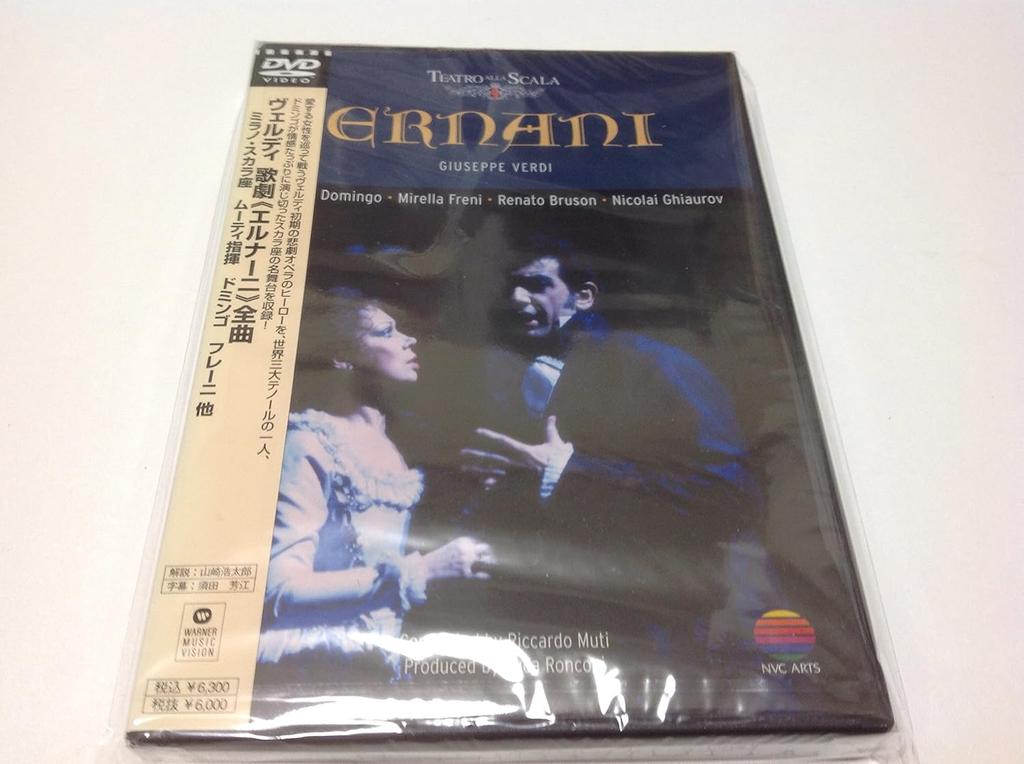 DVD
VIDEO
愛する女性を巡って戦うヴェルディ初期の悲劇オペラのヒーローを、世界三大テノールの一人、
ドミンゴが情感たっぷりに演じ切ったスカラ座の名舞台を収録！
ヴェルディ 歌劇《エルナーニ》全曲
ミラノ・スカラ座 ムーティ指揮 ドミンゴ フレーニ 他
解説：山崎浩太郎
字幕：須田 芳江
WARNER
MUSIC
VISION
税込 ￥6,300
税抜 ￥6,000
TEATRO ALLA SCALA
ERNANI
GIUSEPPE VERDI
Domingo · Mirella Freni · Renato Bruson · Nicolai Ghiaurov
by Riccardo Muti
Produced by Ronconi
NVC ARTS